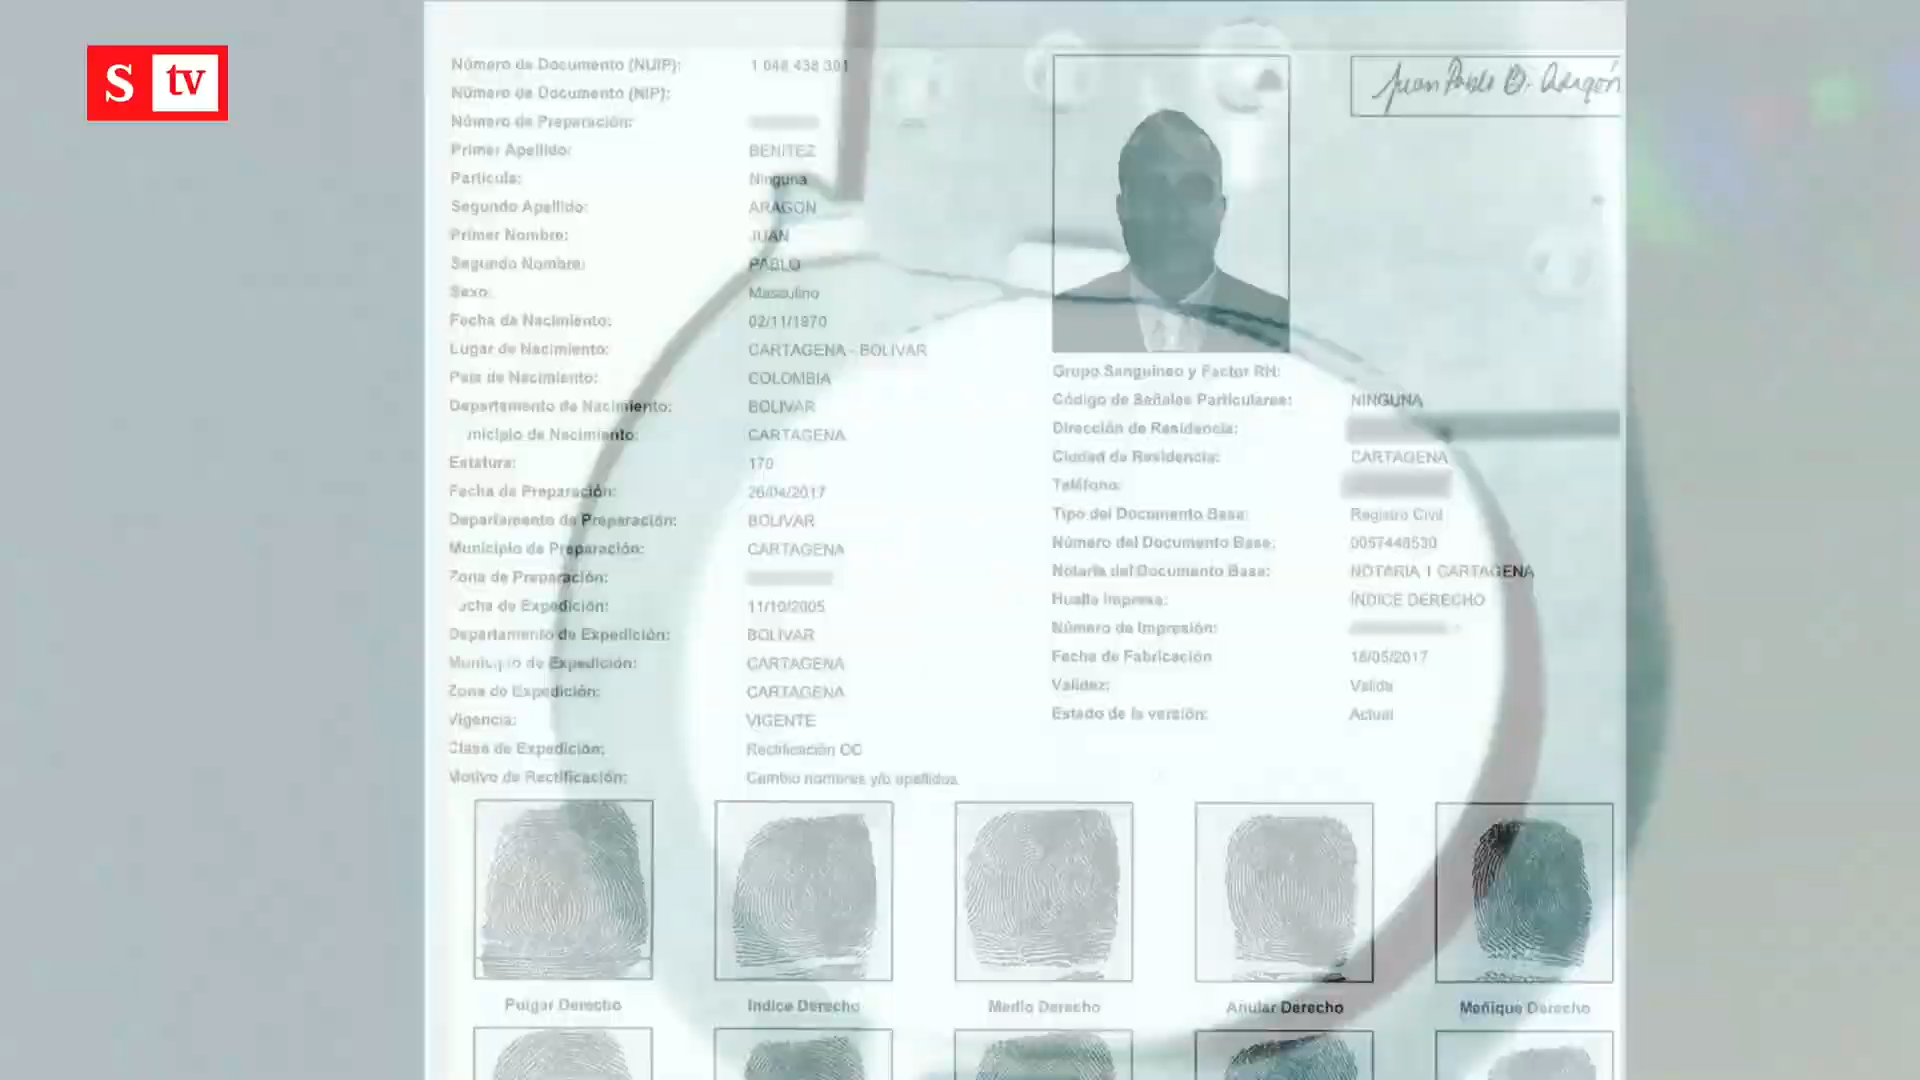 S tv
Número de Documento (NUIP): 1 048 438 301
Número de Documento (NIP):
Número de Preparación:
Primer Apellido: BENITEZ
Partícula: Ninguna
Segundo Apellido: ARAGON
Primer Nombre: JUAN
Segundo Nombre: PABLO
Sexo: Masculino
Fecha de Nacimiento: 02/11/1970
Lugar de Nacimiento: CARTAGENA - BOLIVAR
País de Nacimiento: COLOMBIA
Departamento de Nacimiento: BOLIVAR
nicipio de Nacimiento: CARTAGENA
Estatura: 170
Fecha de Preparación: 26/04/2017
Departamento de Preparación: BOLIVAR
Municipio de Preparación: CARTAGENA
Zona de Preparación:
cha de Expedición: 11/10/2005
Departamento de Expedición: BOLIVAR
Municipio de Expedición: CARTAGENA
Zona de Expedición: CARTAGENA
Vigencia: VIGENTE
Clase de Expedición: Rectificación CC
Motivo de Rectificación: Cambio nombres y/o apellidos
Juan Pablo B. Aragón
Grupo Sanguineo y Factor RH:
Código de Señales Particulares: NINGUNA
Dirección de Residencia:
Ciudad de Residencia: CARTAGENA
Teléfono:
Tipo del Documento Base: Registro Civil
Número del Documento Base: 0057448530
Notaria del Documento Base: NOTARIA 1 CARTAGENA
Huella Impresa: ÍNDICE DERECHO
Número de Impresión:
Fecha de Fabricación 18/05/2017
Validez: Valida
Estado de la versión: Actual
Pulgar Derecho
Indice Derecho
Medio Derecho
Anular Derecho
Meñique Derecho